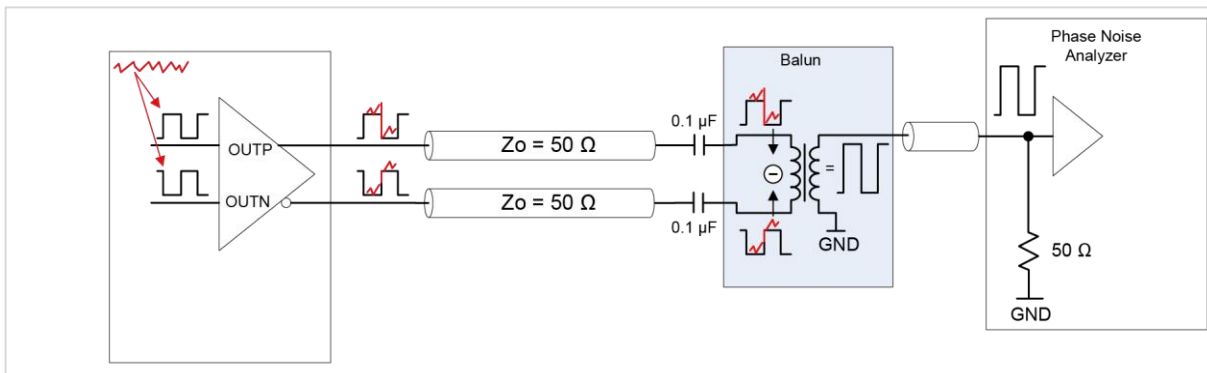 Phase Noise
Analyzer
Balun
0.1 µF
OUTP
Zo = 50 Ω
−
=
OUTN
Zo = 50 Ω
0.1 µF
GND
50 Ω
GND